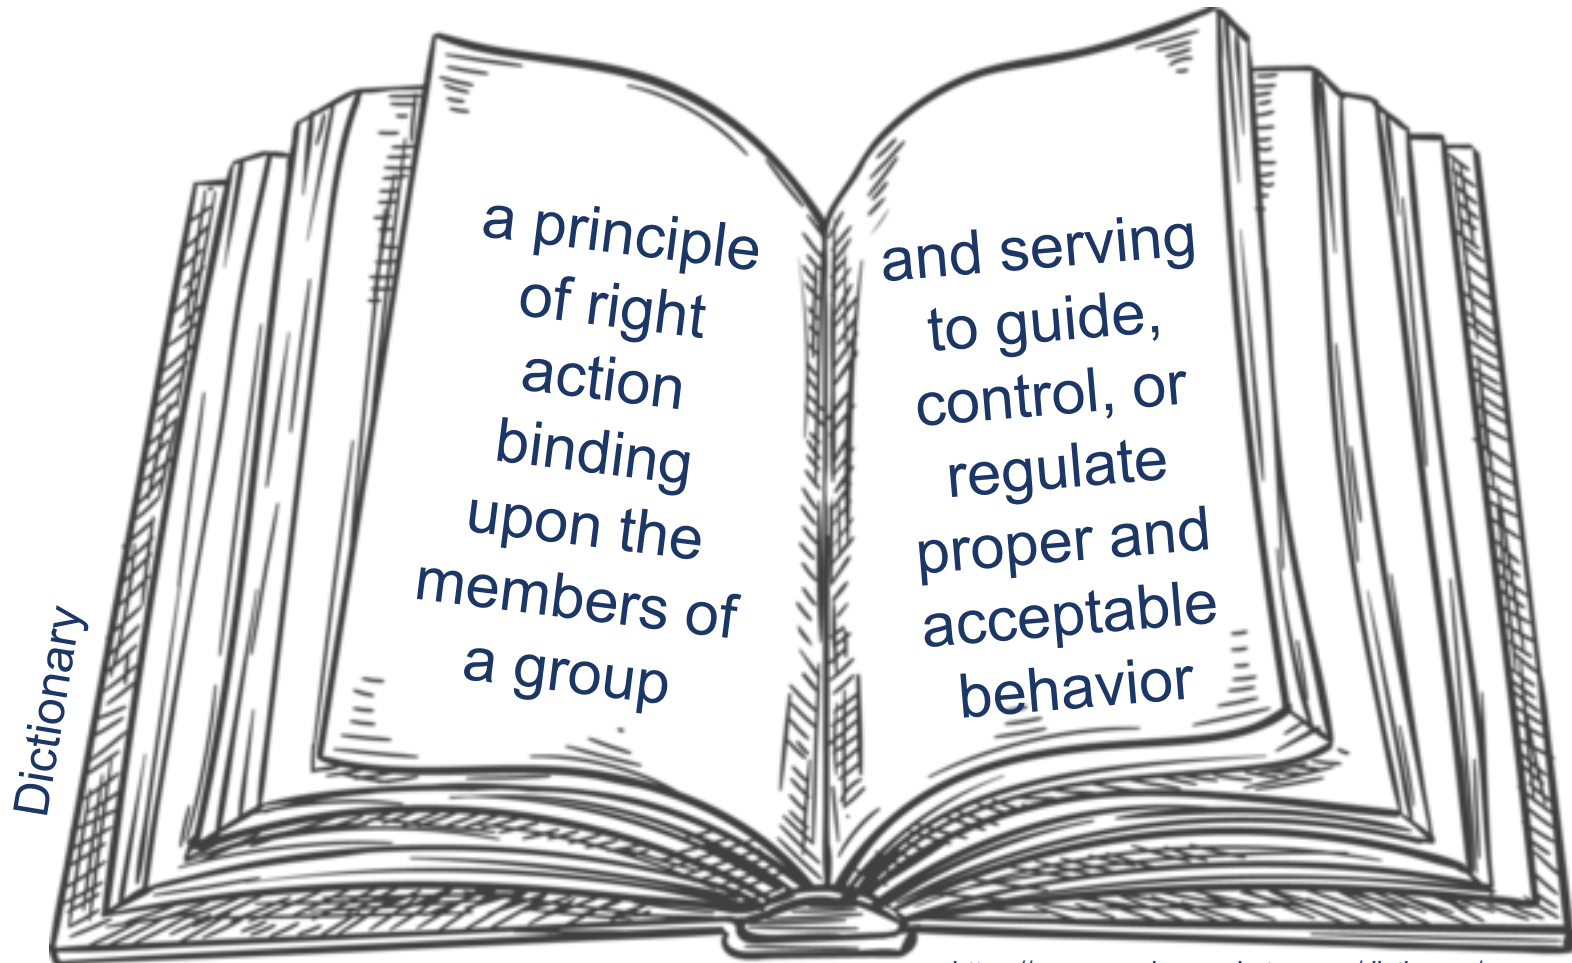 a principle
of right
action
binding
upon the
members of
a group
and serving
to guide,
control, or
regulate
proper and
acceptable
behavior
Dictionary